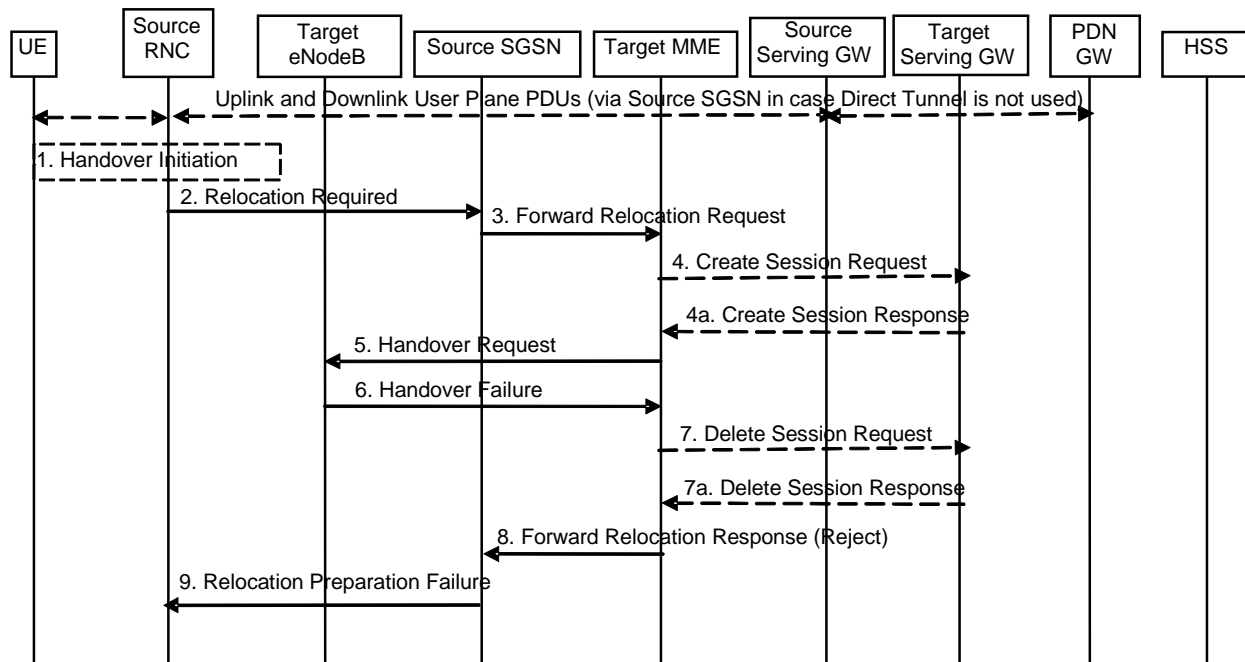 UE
Source
RNC
Target
eNodeB
Source SGSN
Target MME
Source
Serving GW
Target
Serving GW
PDN
GW
HSS
Uplink and Downlink User Plane PDUs (via Source SGSN in case Direct Tunnel is not used)
1. Handover Initiation
2. Relocation Required
3. Forward Relocation Request
4. Create Session Request
4a. Create Session Response
5. Handover Request
6. Handover Failure
7. Delete Session Request
7a. Delete Session Response
8. Forward Relocation Response (Reject)
9. Relocation Preparation Failure